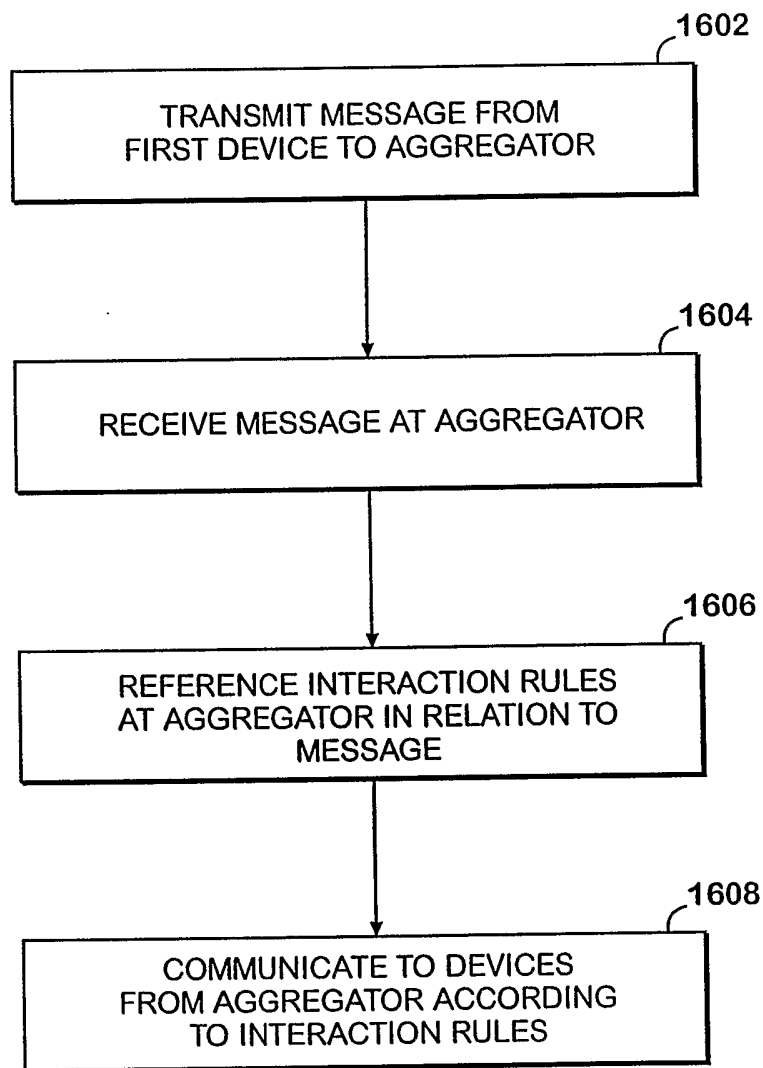 1602
TRANSMIT MESSAGE FROM
FIRST DEVICE TO AGGREGATOR
1604
RECEIVE MESSAGE AT AGGREGATOR
1606
REFERENCE INTERACTION RULES
AT AGGREGATOR IN RELATION TO
MESSAGE
1608
COMMUNICATE TO DEVICES
FROM AGGREGATOR ACCORDING
TO INTERACTION RULES